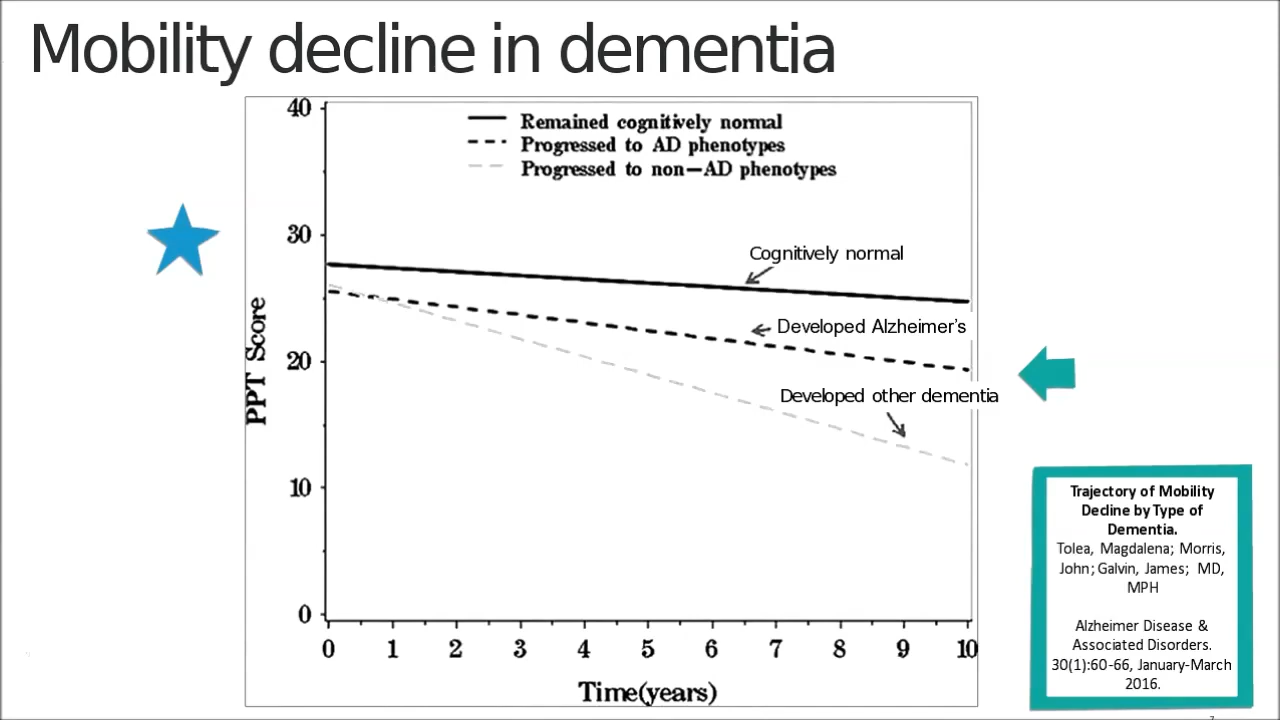 Mobility decline in dementia
40
Remained cognitively normal
Progressed to AD phenotypes
Progressed to non-AD phenotypes
30
Cognitively normal
PPT Score
Developed Alzheimer's
20
Developed other dementia
10
0
0 1 2 3 4 5 6 7 8 9 10
Time(years)
Trajectory of Mobility
Decline by Type of
Dementia.
Tolea, Magdalena; Morris,
John; Galvin, James; MD,
MPH
Alzheimer Disease &
Associated Disorders.
30(1):60-66, January-March
2016.